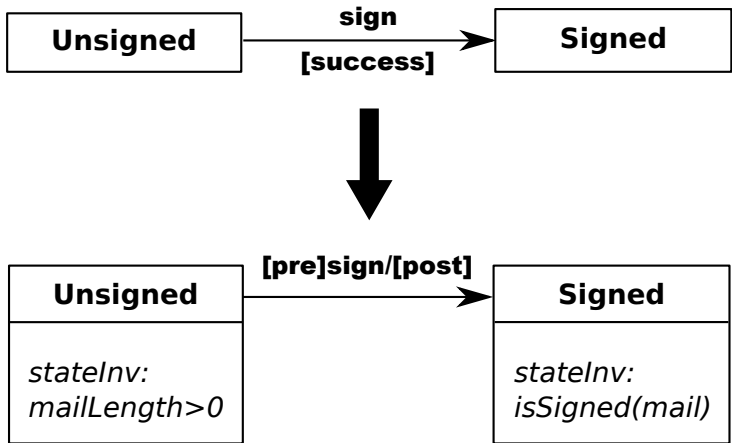 Unsigned
sign
[success]
Signed
Unsigned
[pre]sign/[post]
Signed
stateInv:
mailLength>0
stateInv:
isSigned(mail)